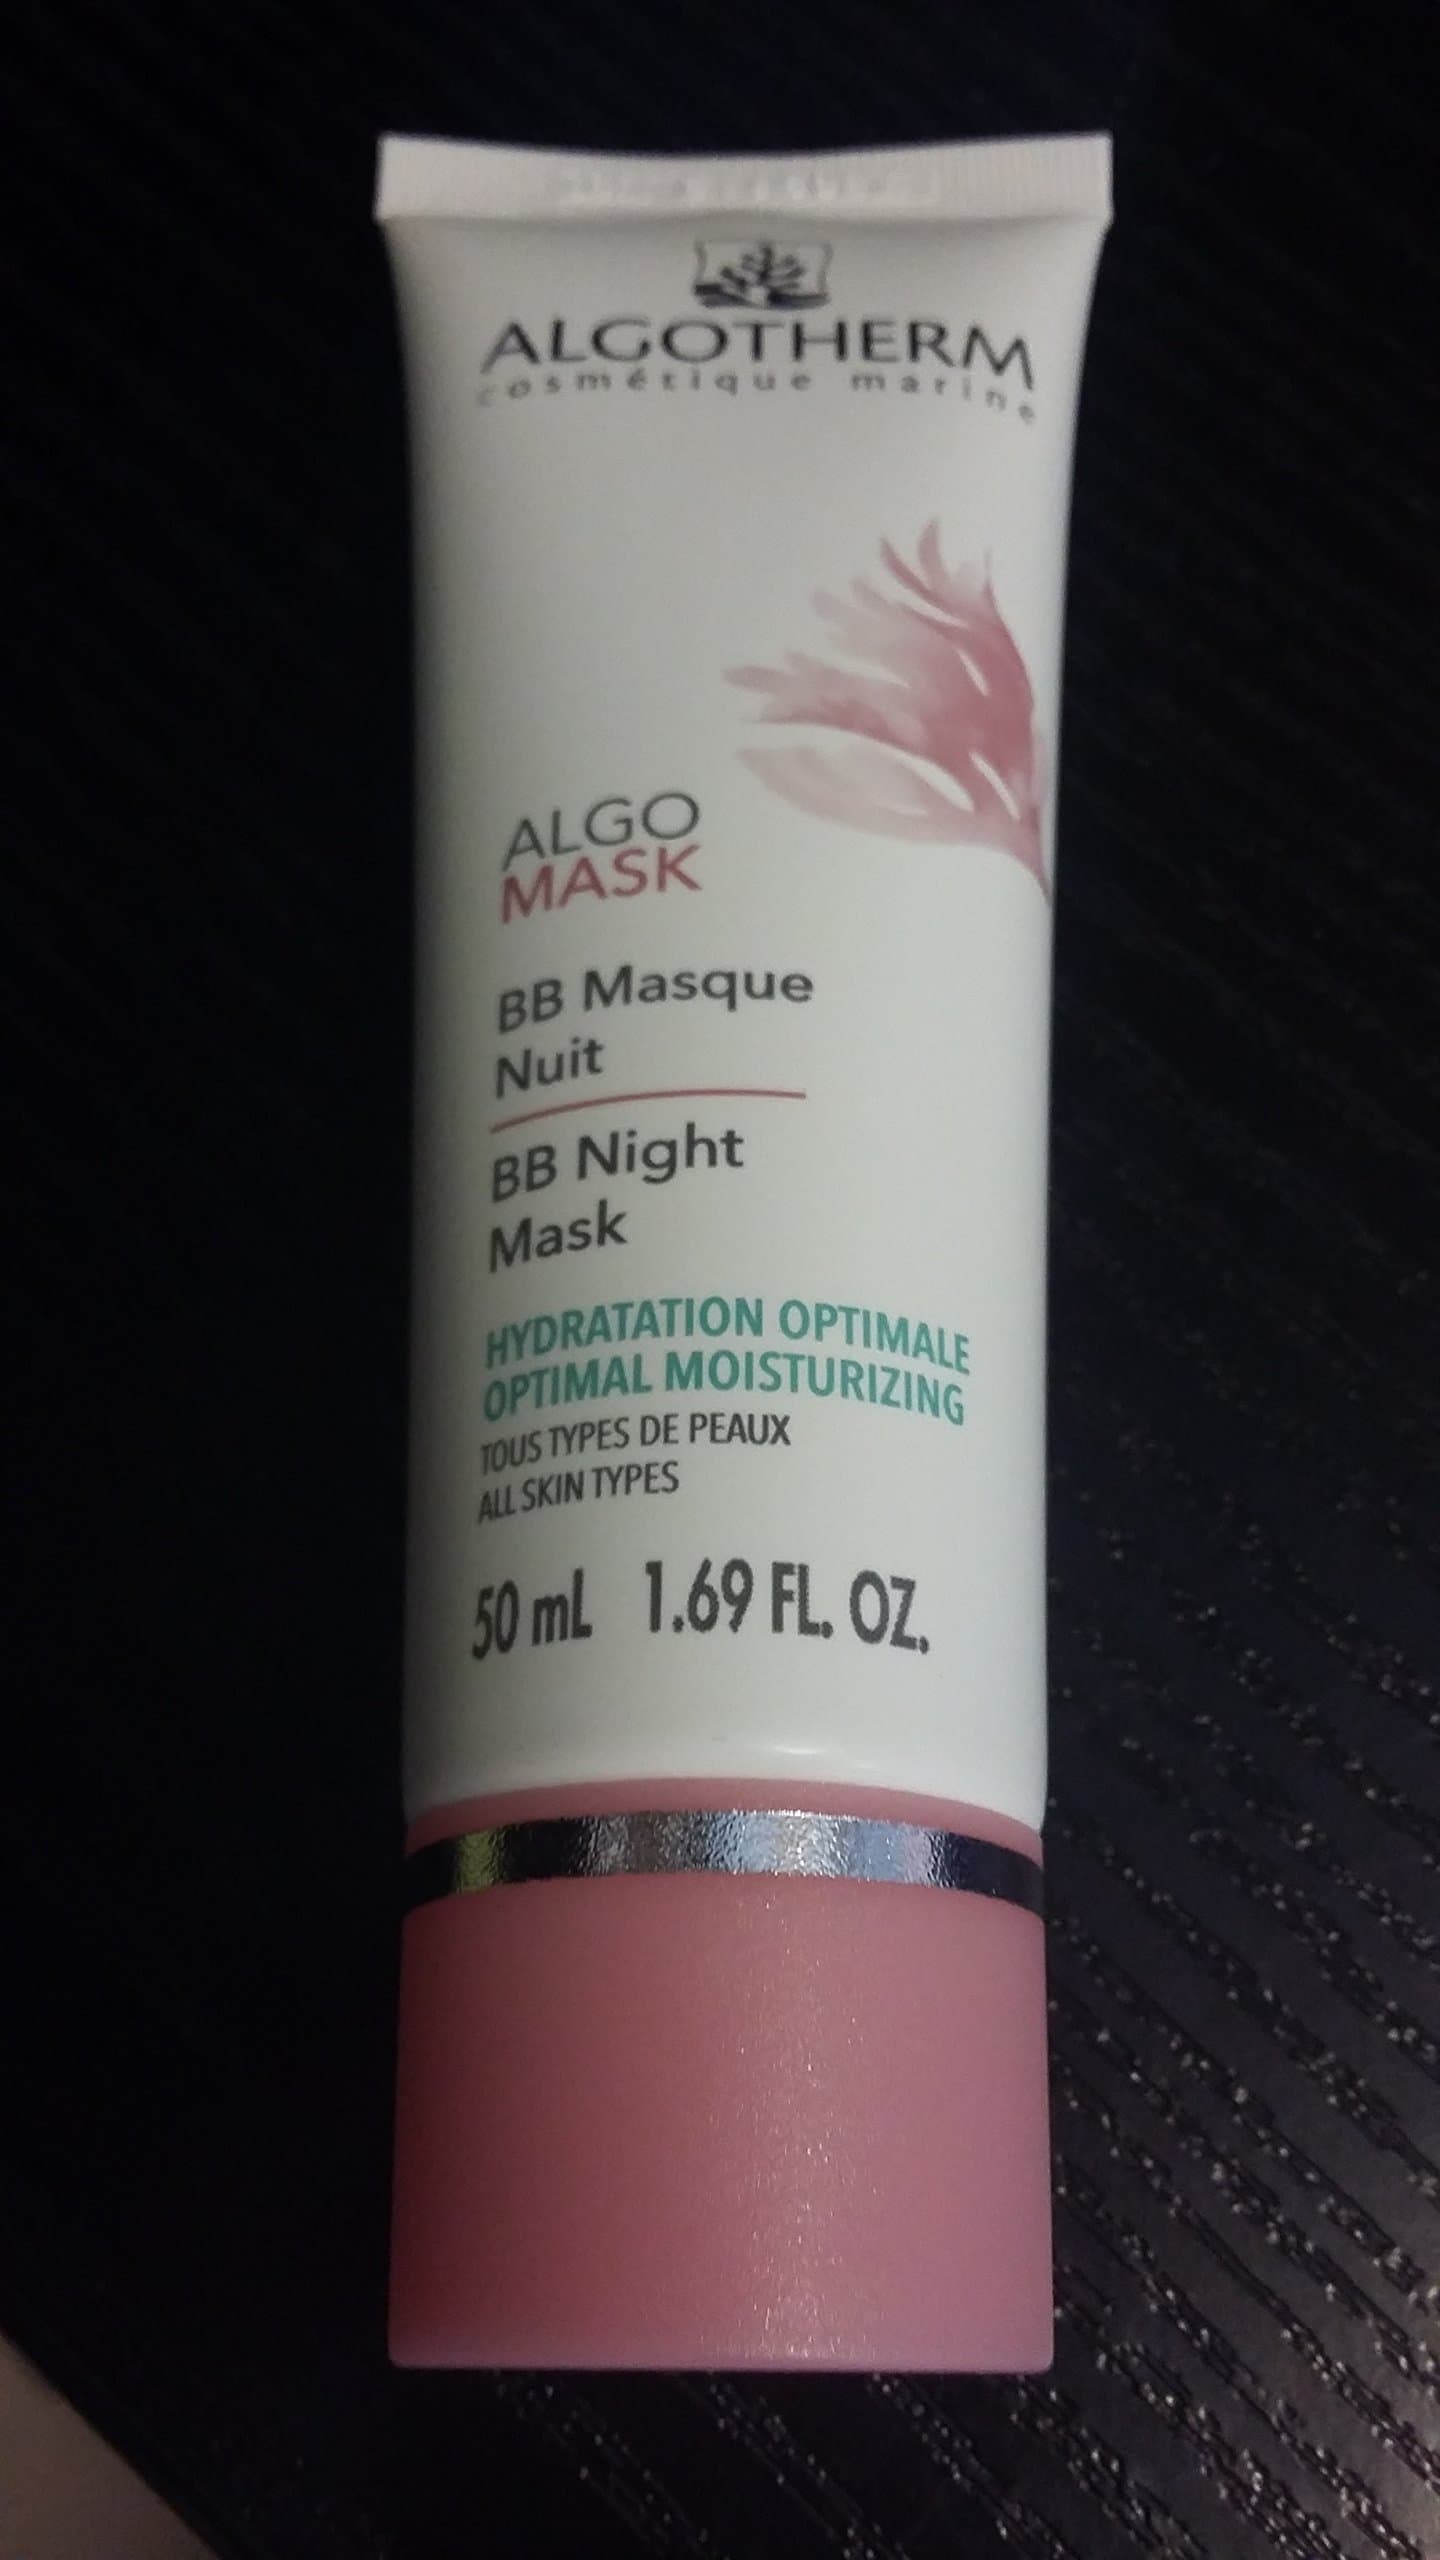 ALGOTHERM
cosmétique marine
ALGO
MASK
BB Masque
Nuit
BB Night
Mask
HYDRATATION OPTIMALE
OPTIMAL MOISTURIZING
TOUS TYPES DE PEAUX
ALL SKIN TYPES
50 mL 1.69 FL. OZ.